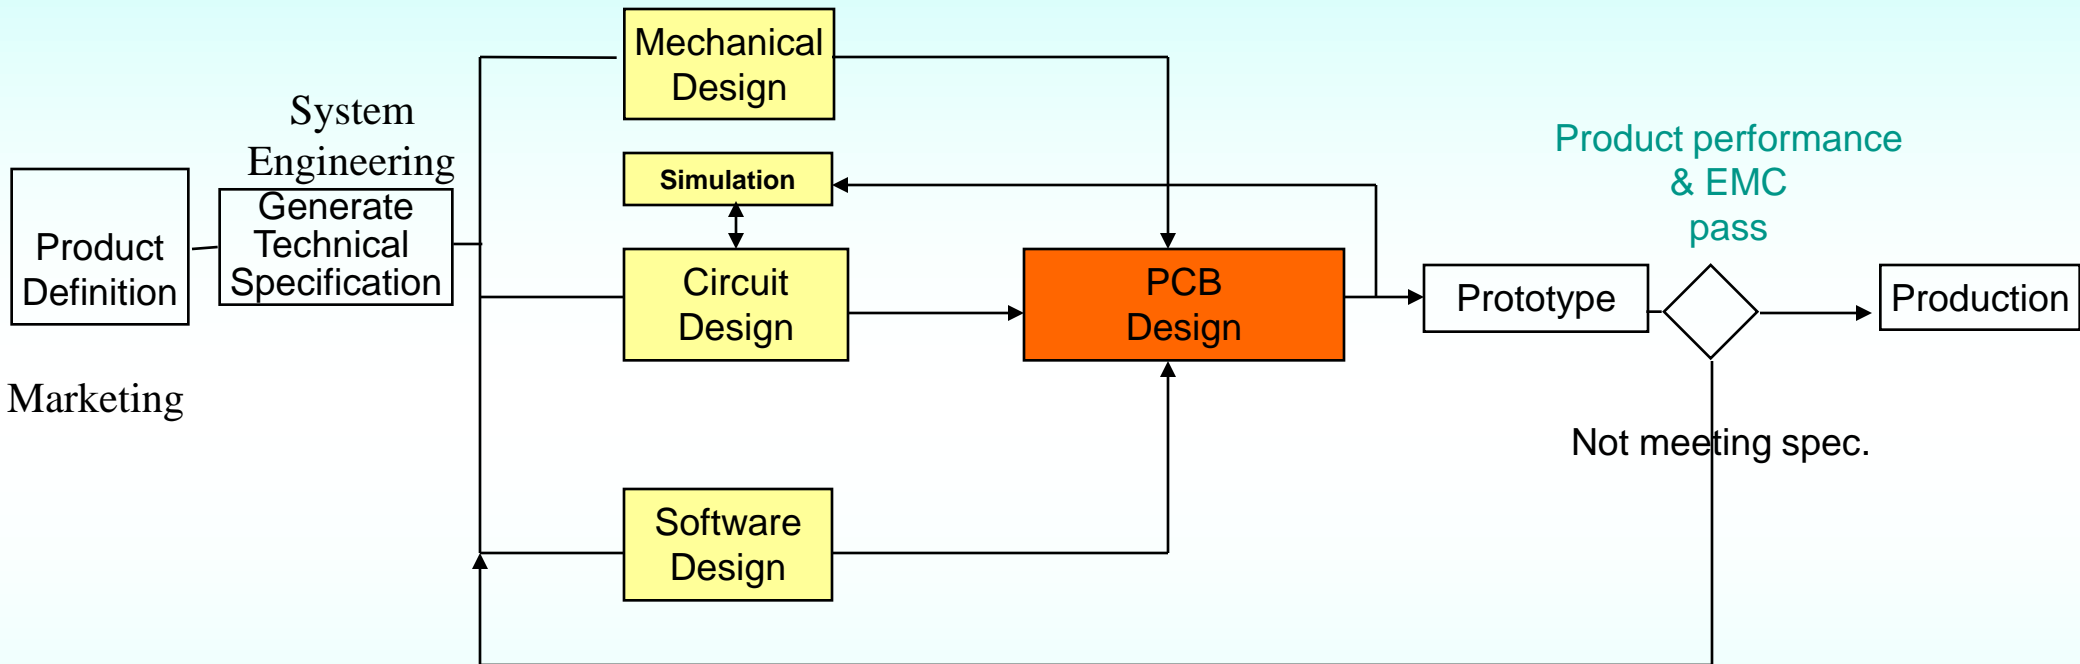 Product
Definition
Marketing
System
Engineering
Generate
Technical
Specification
Mechanical
Design
Simulation
Circuit
Design
Software
Design
PCB
Design
Prototype
Product performance
& EMC
pass
Not meeting spec.
Production